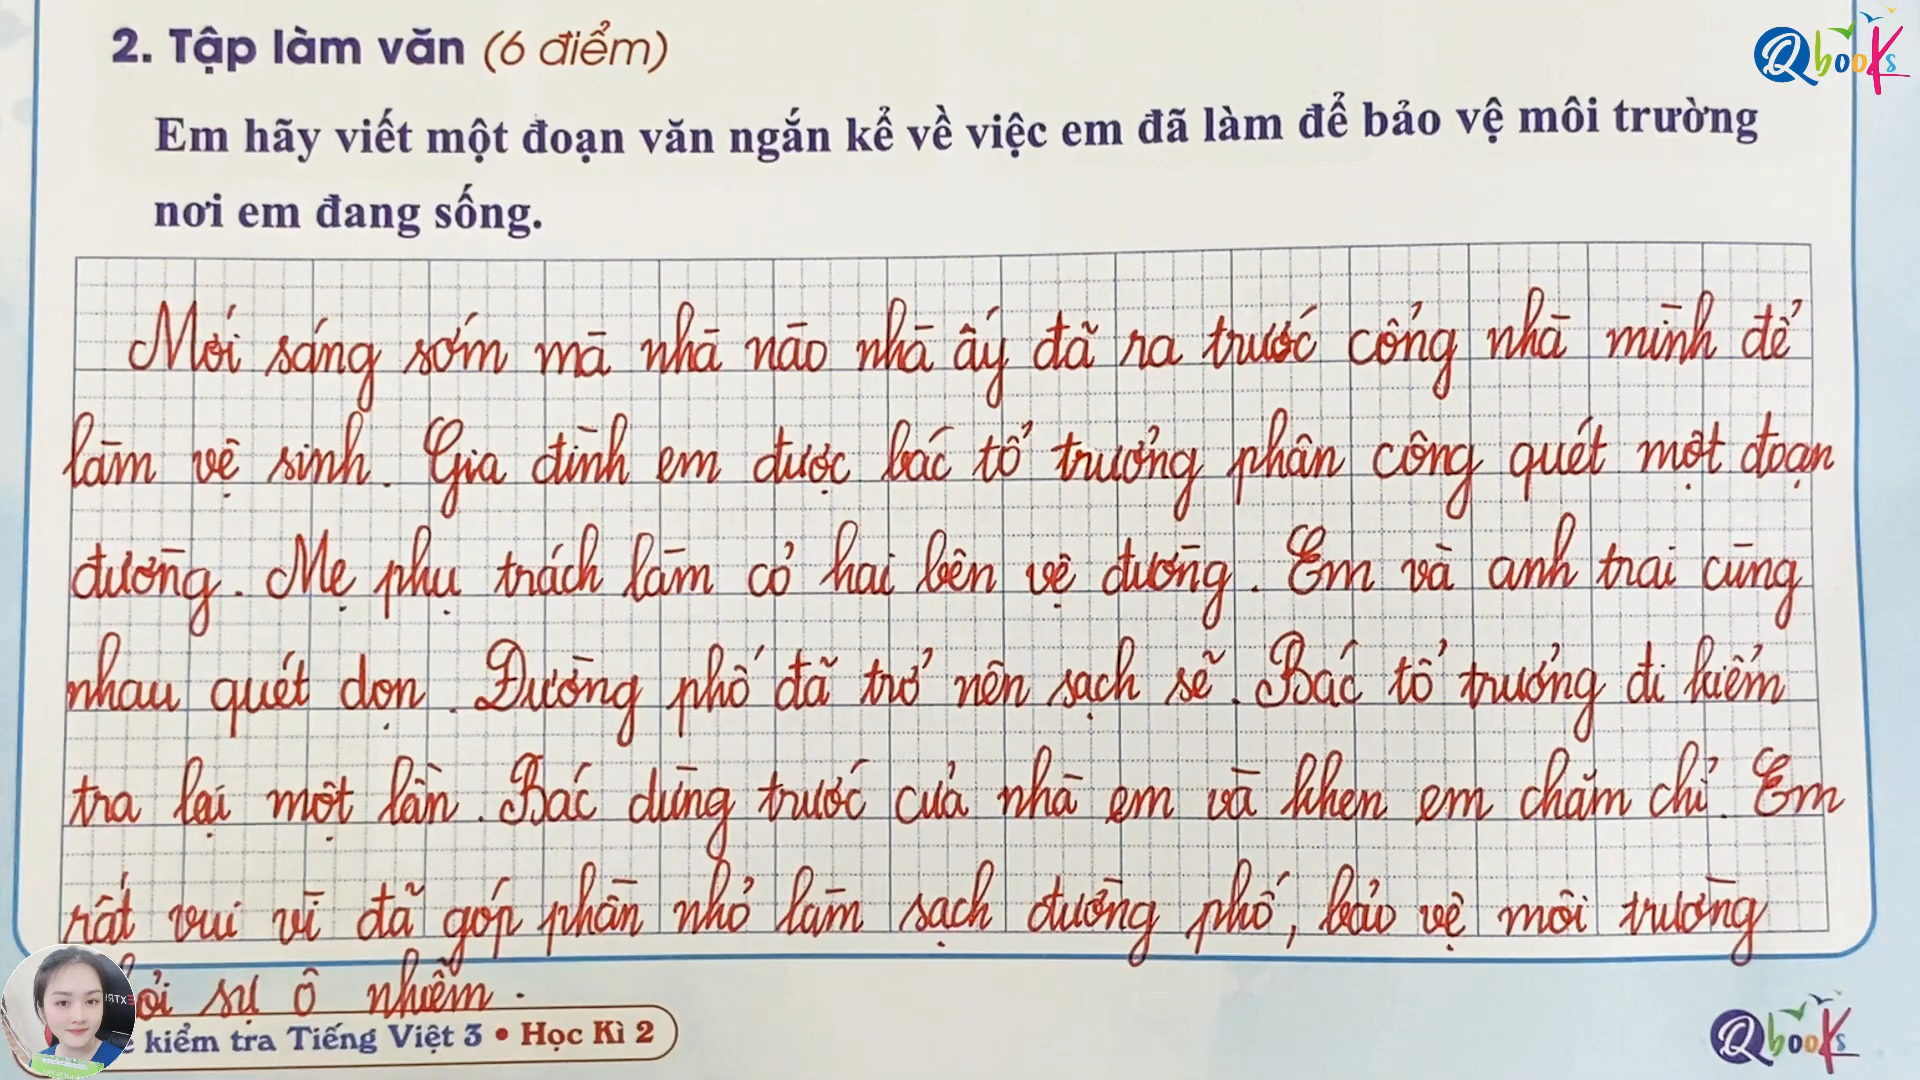 Qbooks
2. Tập làm văn (6 điểm)
Em hãy viết một đoạn văn ngắn kể về việc em đã làm để bảo vệ môi trường
nơi em đang sống.
Mới sáng sớm mà nhà nào nhà ấy đã ra trước cổng nhà mình để
làm vệ sinh. Gia đình em được bác tổ trưởng phân công quét một đoạn
đường. Mẹ phụ trách làm cỏ hai bên vệ đường. Em và anh trai cùng
nhau quét dọn. Đường phố đã trở nên sạch sẽ. Bác tổ trưởng đi kiểm
tra lại một lần. Bác dừng trước cửa nhà em và khen em chăm chỉ. Em
rất vui vì đã góp phần nhỏ làm sạch đường phố, bảo vệ môi trường
sự ô nhiễm.
kiểm tra Tiếng Việt 3 • Học Kì 2
Qbooks